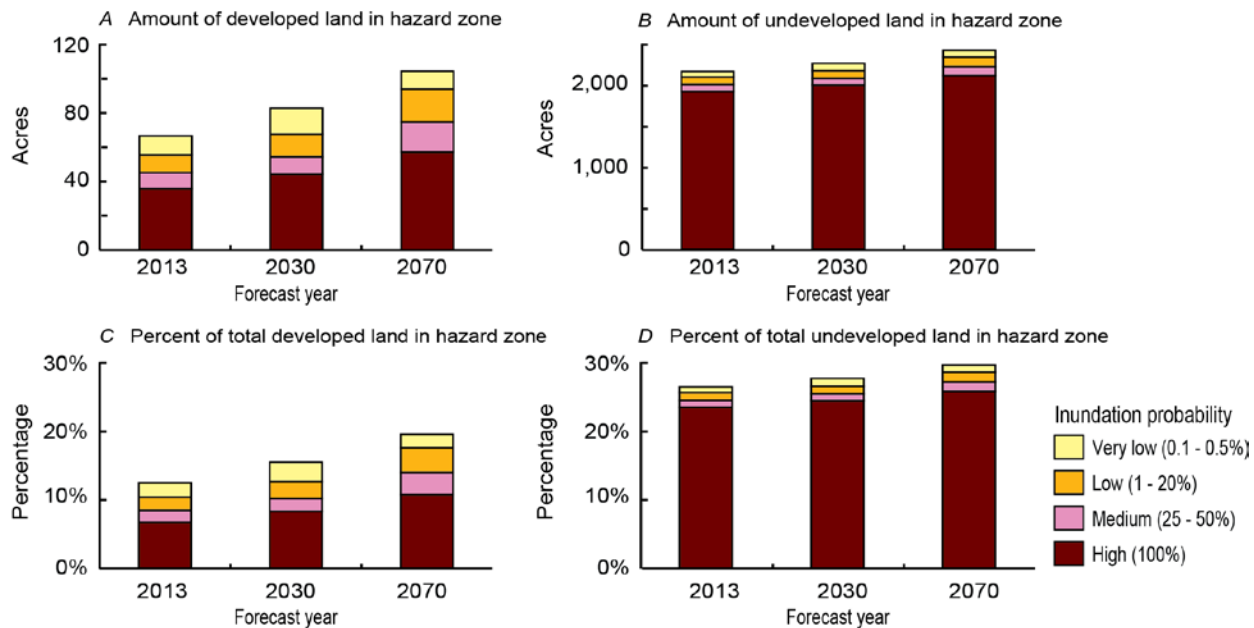 A Amount of developed land in hazard zone
120
80
40
0
Acres
2013 2030 2070
Forecast year
B Amount of undeveloped land in hazard zone
2,000
1,000
0
Acres
2013 2030 2070
Forecast year
C Percent of total developed land in hazard zone
30%
20%
10%
0%
Percentage
2013 2030 2070
Forecast year
D Percent of total undeveloped land in hazard zone
30%
20%
10%
0%
Percentage
2013 2030 2070
Forecast year
Inundation probability
Very low (0.1 - 0.5%)
Low (1 - 20%)
Medium (25 - 50%)
High (100%)